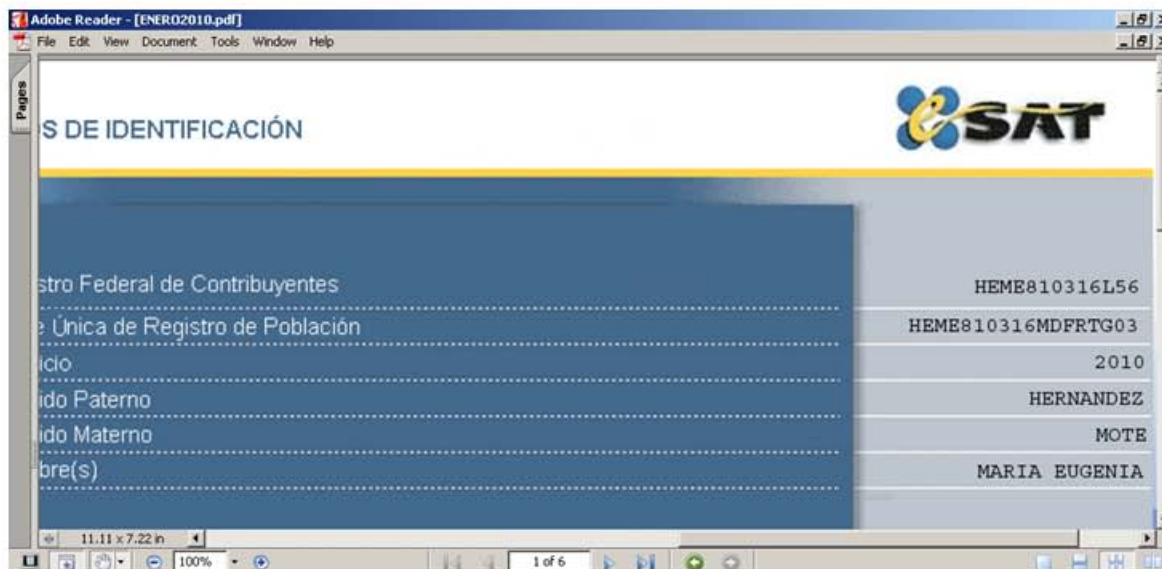 Adobe Reader - [ENERO2010.pdf]
File Edit View Document Tools Window Help
Pages
S DE IDENTIFICACIÓN
eSAT
stro Federal de Contribuyentes HEME810316L56
e Única de Registro de Población HEME810316MDFRTG03
icio 2010
ido Paterno HERNANDEZ
ido Materno MOTE
bre(s) MARIA EUGENIA
11.11 x 7.22 in
100% 1 of 6